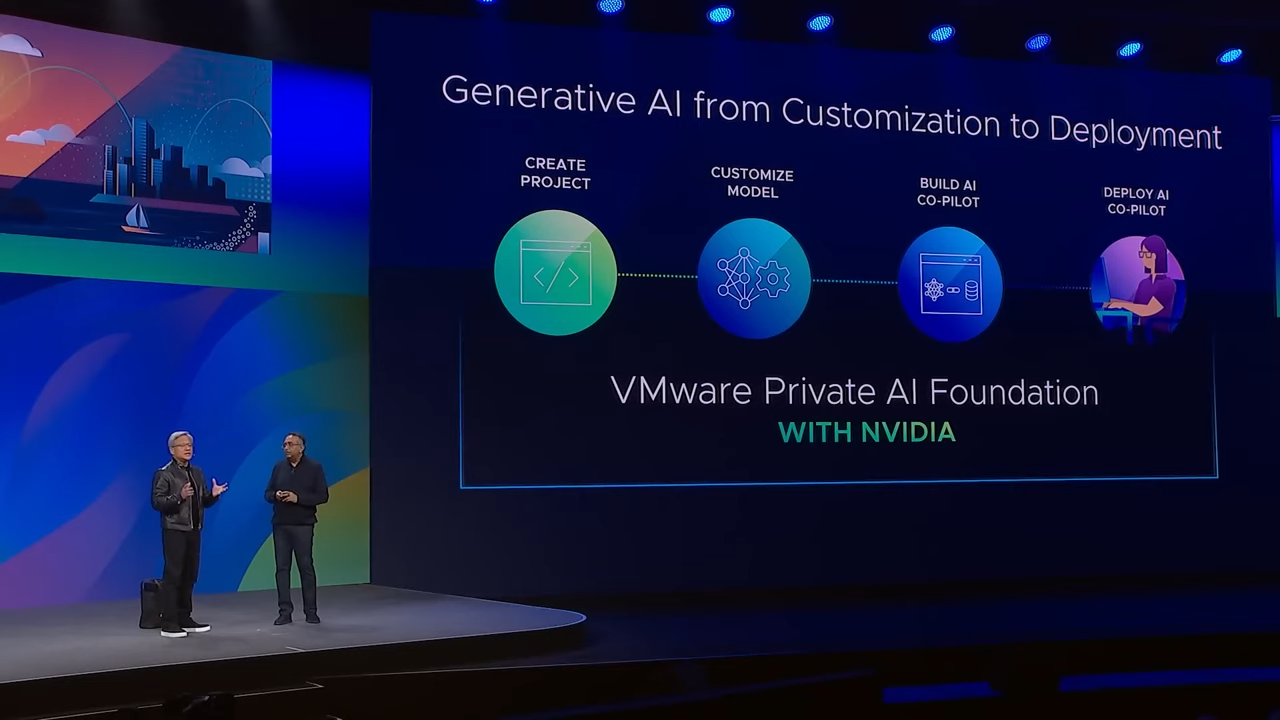 Generative AI from Customization to Deployment
CREATE
PROJECT
CUSTOMIZE
MODEL
BUILD AI
CO-PILOT
DEPLOY AI
CO-PILOT
</>
VMware Private AI Foundation
WITH NVIDIA